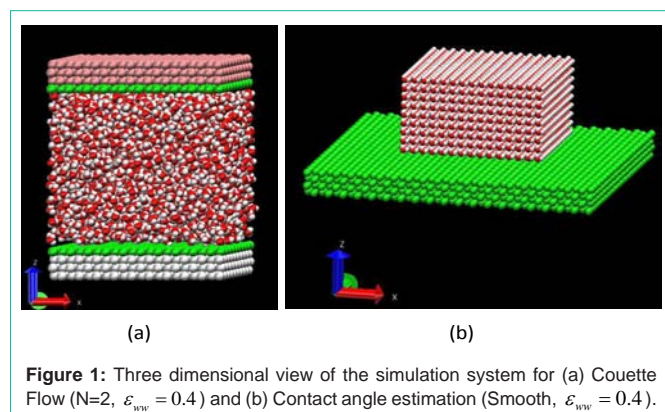 z
x
z
x
(a)
(b)
Figure 1: Three dimensional view of the simulation system for (a) Couette
Flow (N=2, ε_ww = 0.4) and (b) Contact angle estimation (Smooth, ε_ww = 0.4).